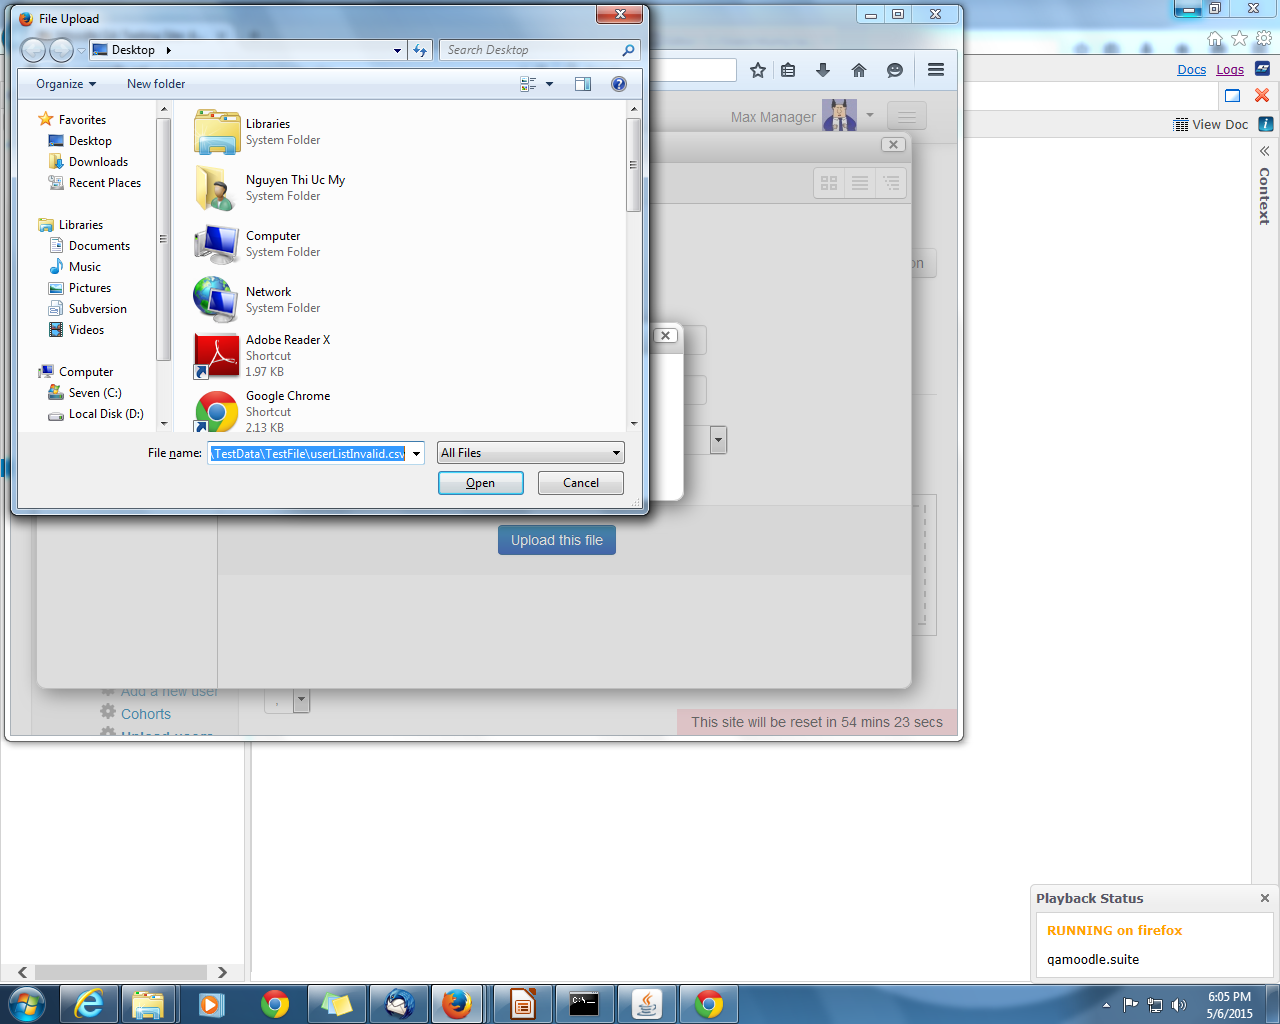 File Upload
Desktop
Search Desktop
Organize
New folder
Favorites
Desktop
Downloads
Recent Places
Libraries
Documents
Music
Pictures
Subversion
Videos
Computer
Seven (C:)
Local Disk (D:)
Libraries
System Folder
Nguyen Thi Uc My
System Folder
Computer
System Folder
Network
System Folder
Adobe Reader X
Shortcut
1.97 KB
Google Chrome
Shortcut
2.13 KB
File name:
\TestData\TestFile\userListInvalid.csv
All Files
Open
Cancel
Max Manager
on
Upload this file
Add a new user
Cohorts
Upload users
This site will be reset in 54 mins 23 secs
Docs
Logs
View Doc
Context
Playback Status
RUNNING on firefox
qamoodle.suite
6:05 PM
5/6/2015